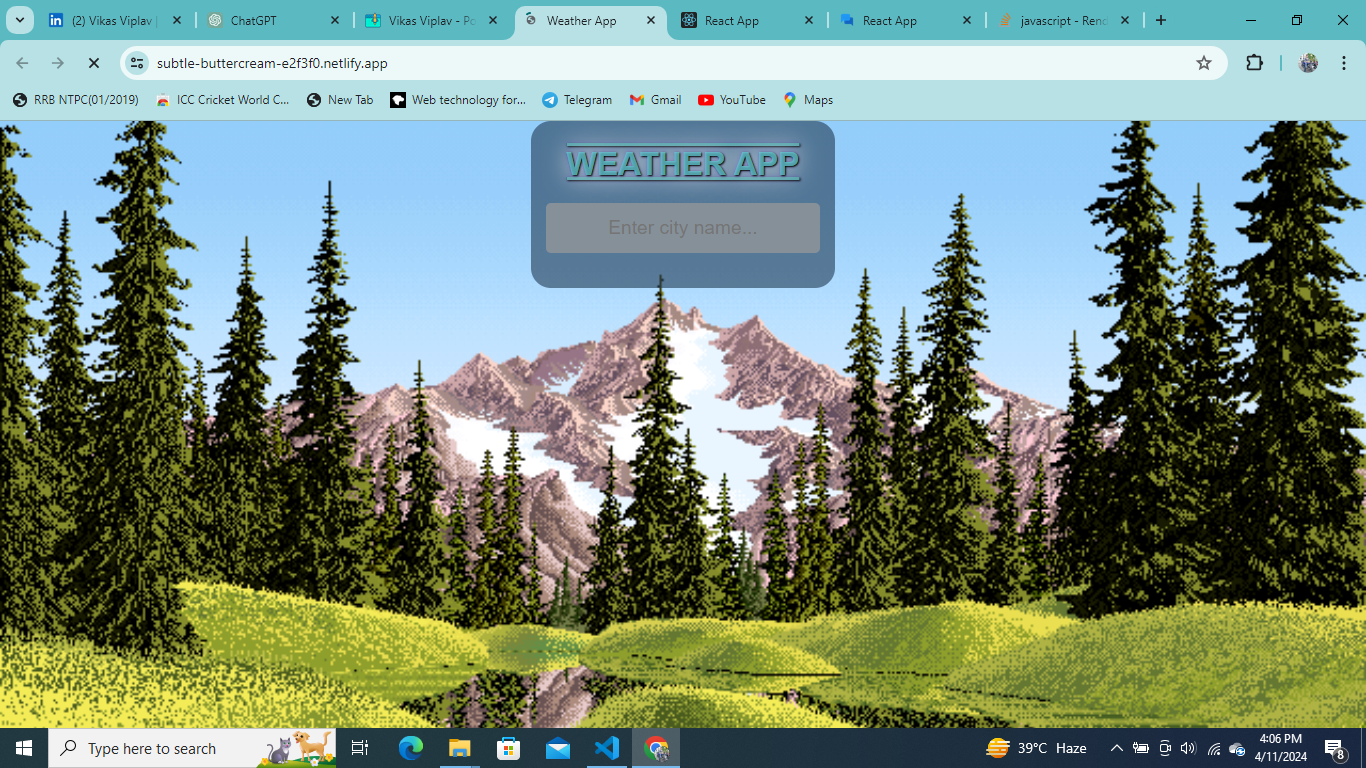 (2) Vikas Viplav |
ChatGPT
Vikas Viplav - Po
Weather App
React App
React App
javascript - Rend
subtle-buttercream-e2f3f0.netlify.app
RRB NTPC(01/2019)
ICC Cricket World C...
New Tab
Web technology for...
Telegram
Gmail
YouTube
Maps
WEATHER APP
Enter city name...
Type here to search
39°C Haze
4:06 PM
4/11/2024
8